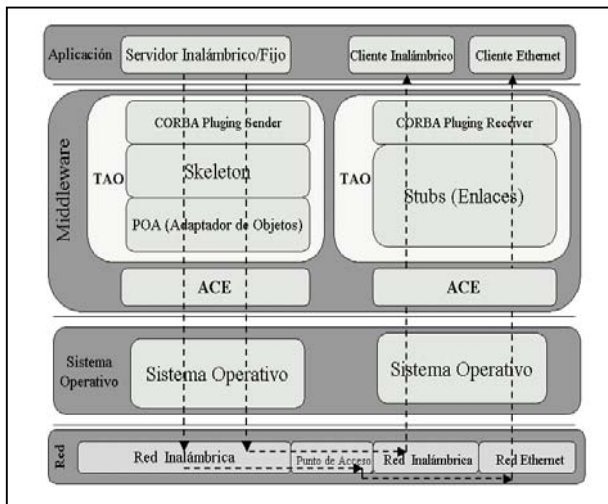 Aplicación
Servidor Inalámbrico/Fijo
Cliente Inalámbrico
Cliente Ethernet
Middleware
TAO
CORBA Pluging Sender
Skeleton
POA (Adaptador de Objetos)
ACE
TAO
CORBA Pluging Receiver
Stubs (Enlaces)
ACE
Sistema
Operativo
Sistema Operativo
Sistema Operativo
Red
Red Inalámbrica
Punto de Acceso
Red Inalámbrica
Red Ethernet